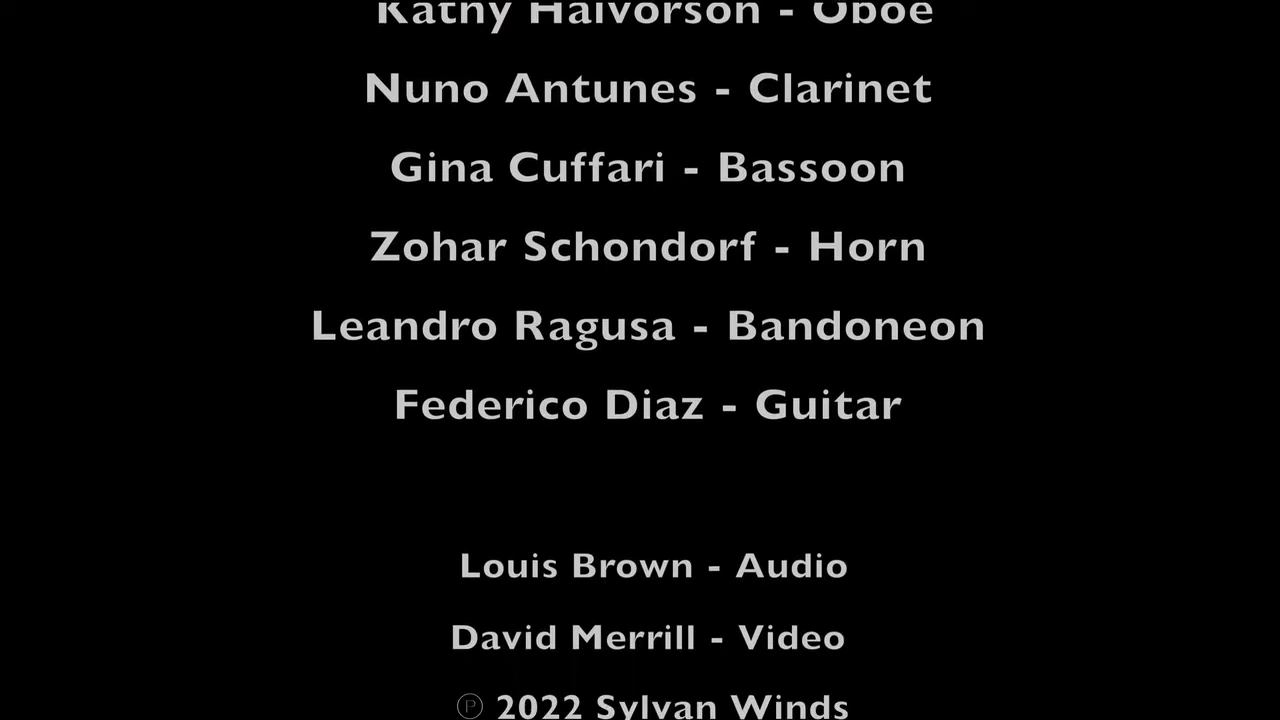 Kathy Halvorson - Oboe
Nuno Antunes - Clarinet
Gina Cuffari - Bassoon
Zohar Schondorf - Horn
Leandro Ragusa - Bandoneon
Federico Diaz - Guitar
Louis Brown - Audio
David Merrill - Video
Ⓟ 2022 Sylvan Winds